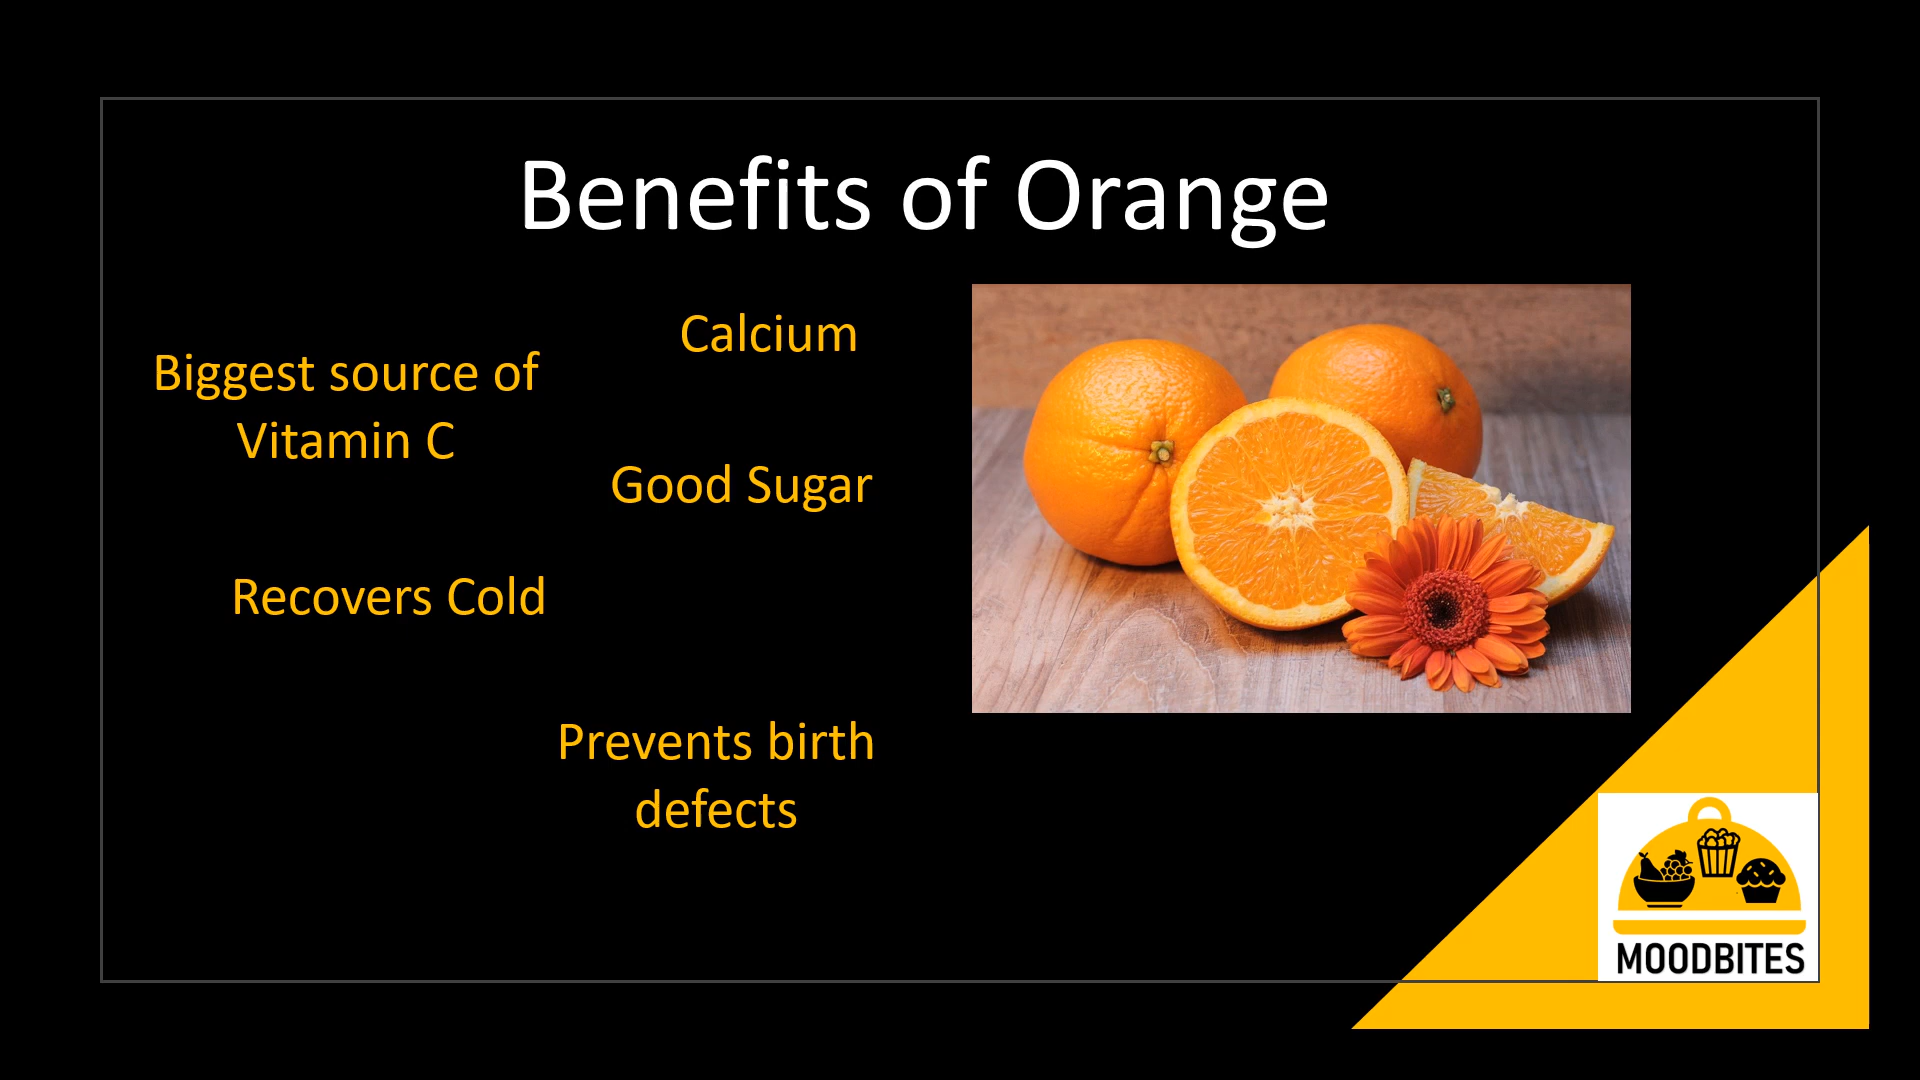 Benefits of Orange
Biggest source of
Vitamin C
Calcium
Good Sugar
Recovers Cold
Prevents birth
defects
MOODBITES